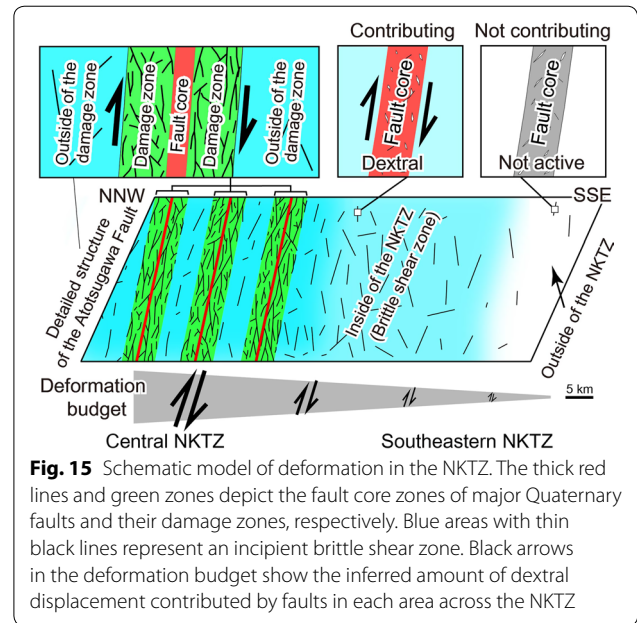 Contributing
Not contributing
Outside of the
damage zone
Damage zone
Fault core
Damage zone
Outside of the
damage zone
Fault core
Dextral
Fault core
Not active
NNW
SSE
Detailed structure
of the Atotsugawa Fault
Inside of the NKTZ
(Brittle shear zone)
Outside of the NKTZ
Deformation
budget
5 km
Central NKTZ
Southeastern NKTZ
Fig. 15 Schematic model of deformation in the NKTZ. The thick red
lines and green zones depict the fault core zones of major Quaternary
faults and their damage zones, respectively. Blue areas with thin
black lines represent an incipient brittle shear zone. Black arrows
in the deformation budget show the inferred amount of dextral
displacement contributed by faults in each area across the NKTZ